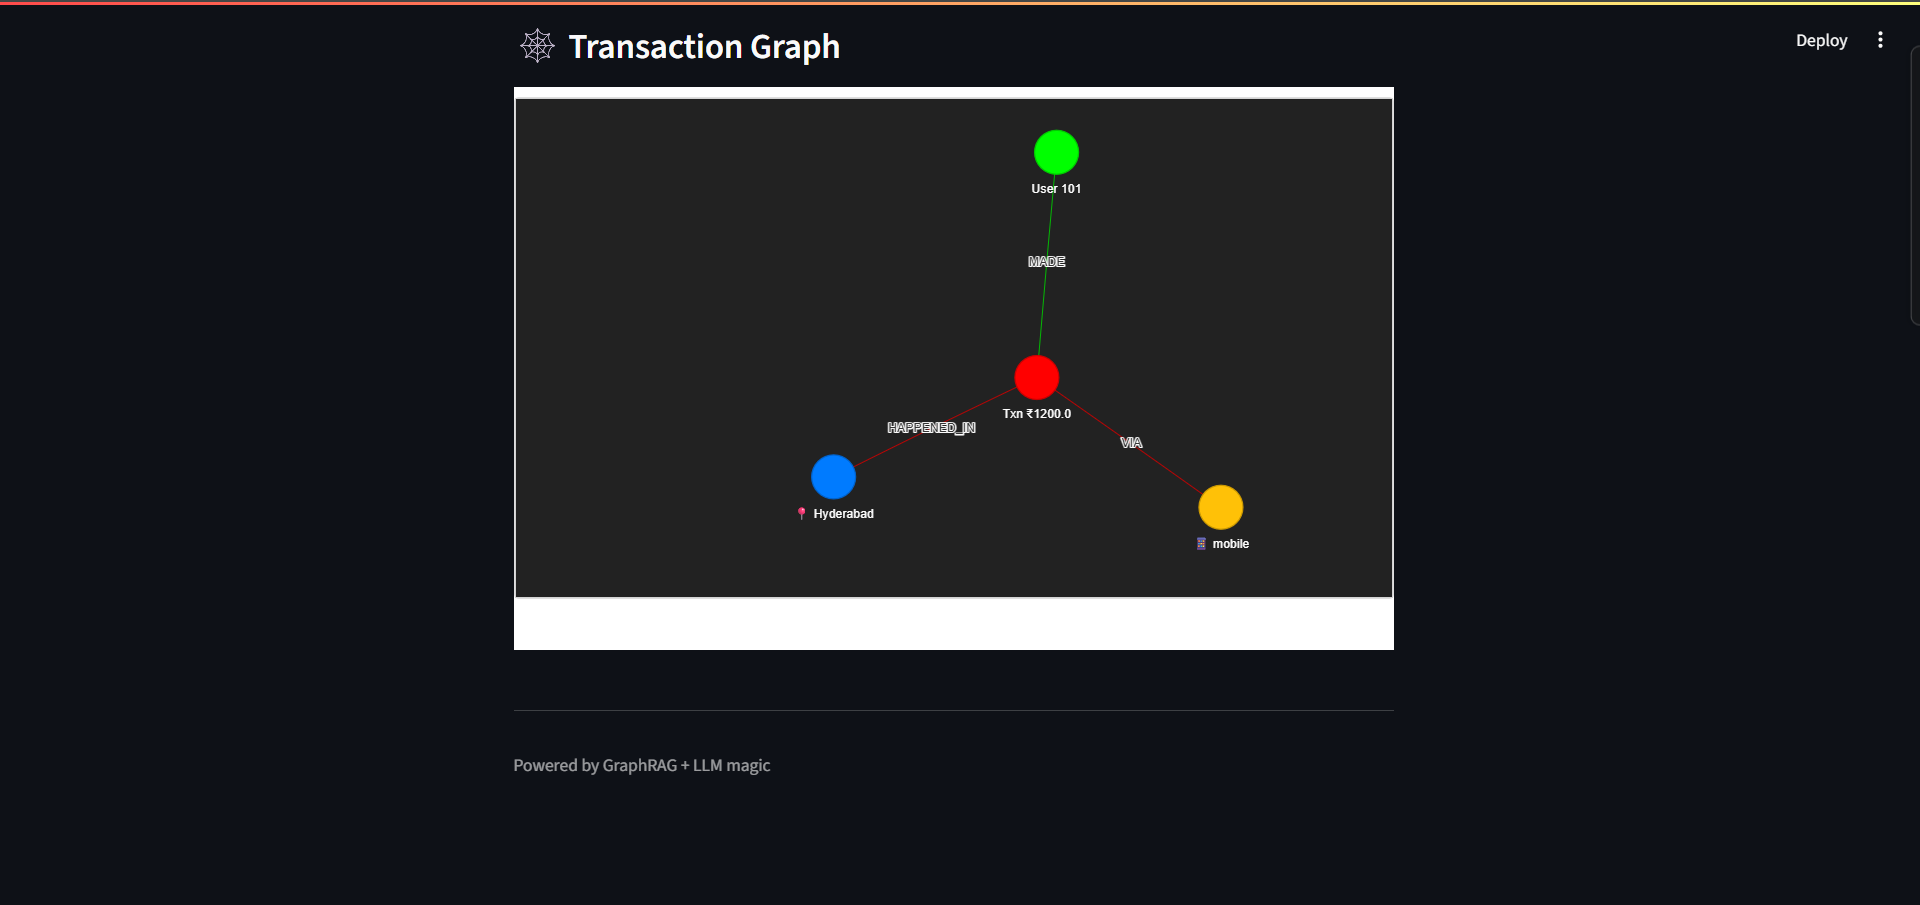 🕸️ Transaction Graph
Deploy
User 101
MADE
Txn ₹1200.0
HAPPENED_IN
VIA
📍 Hyderabad
📱 mobile
Powered by GraphRAG + LLM magic